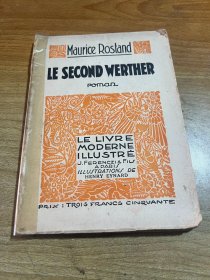 Maurice Rostand
LE SECOND WERTHER
roman
LE LIVRE
MODERNE
ILLUSTRÉ
J. FERENCZI & FILS
A PARIS
ILLUSTRATIONS DE
HENRY EYNARD
PRIX : TROIS FRANCS CINQUANTE